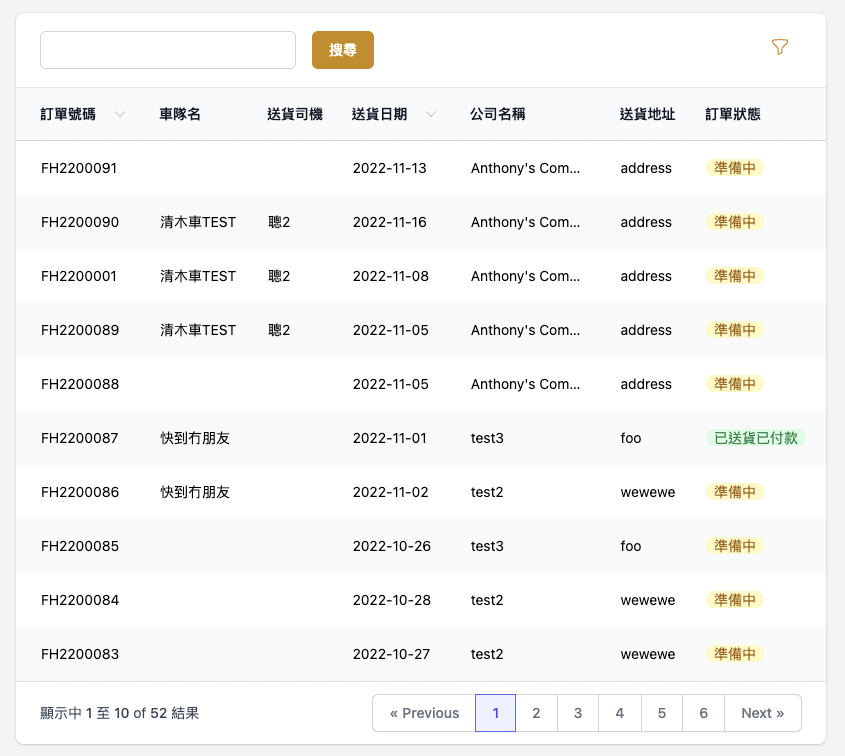 搜尋
訂單號碼 車隊名 送貨司機 送貨日期 公司名稱 送貨地址 訂單狀態
FH2200091 2022-11-13 Anthony's Com... address 準備中
FH2200090 清木車TEST 聰2 2022-11-16 Anthony's Com... address 準備中
FH2200001 清木車TEST 聰2 2022-11-08 Anthony's Com... address 準備中
FH2200089 清木車TEST 聰2 2022-11-05 Anthony's Com... address 準備中
FH2200088 2022-11-05 Anthony's Com... address 準備中
FH2200087 快到冇朋友 2022-11-01 test3 foo 已送貨已付款
FH2200086 快到冇朋友 2022-11-02 test2 wewewe 準備中
FH2200085 2022-10-26 test3 foo 準備中
FH2200084 2022-10-28 test2 wewewe 準備中
FH2200083 2022-10-27 test2 wewewe 準備中
顯示中 1 至 10 of 52 結果 « Previous 1 2 3 4 5 6 Next »